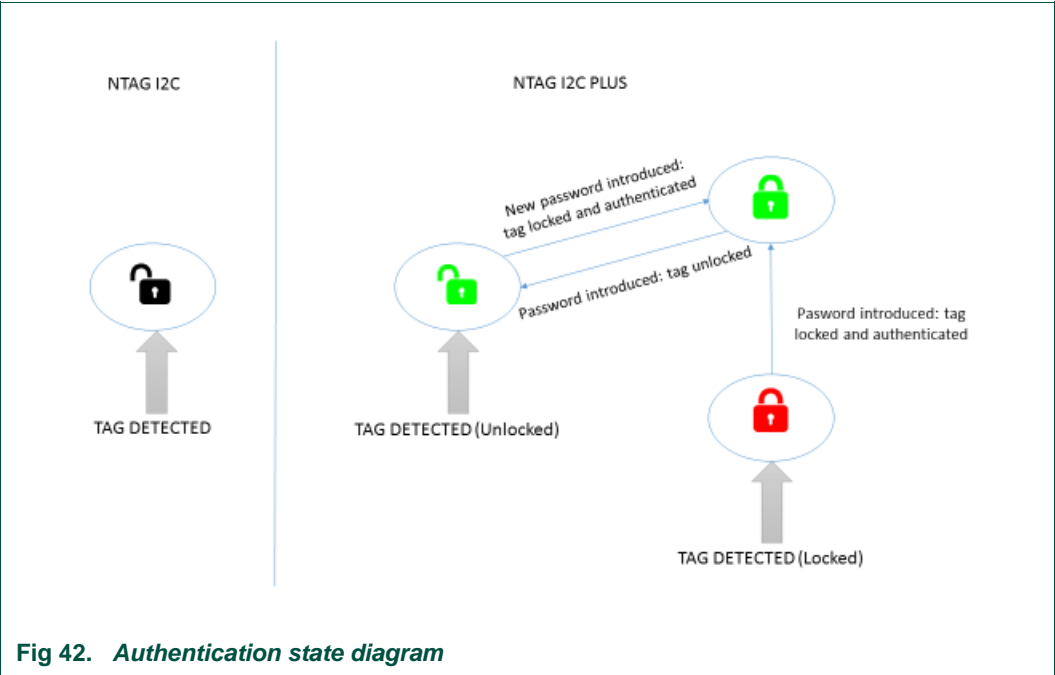 NTAG I2C
NTAG I2C PLUS
New password introduced:
tag locked and authenticated
Password introduced: tag unlocked
Pasword introduced: tag
locked and authenticated
TAG DETECTED
TAG DETECTED (Unlocked)
TAG DETECTED (Locked)
Fig 42. Authentication state diagram